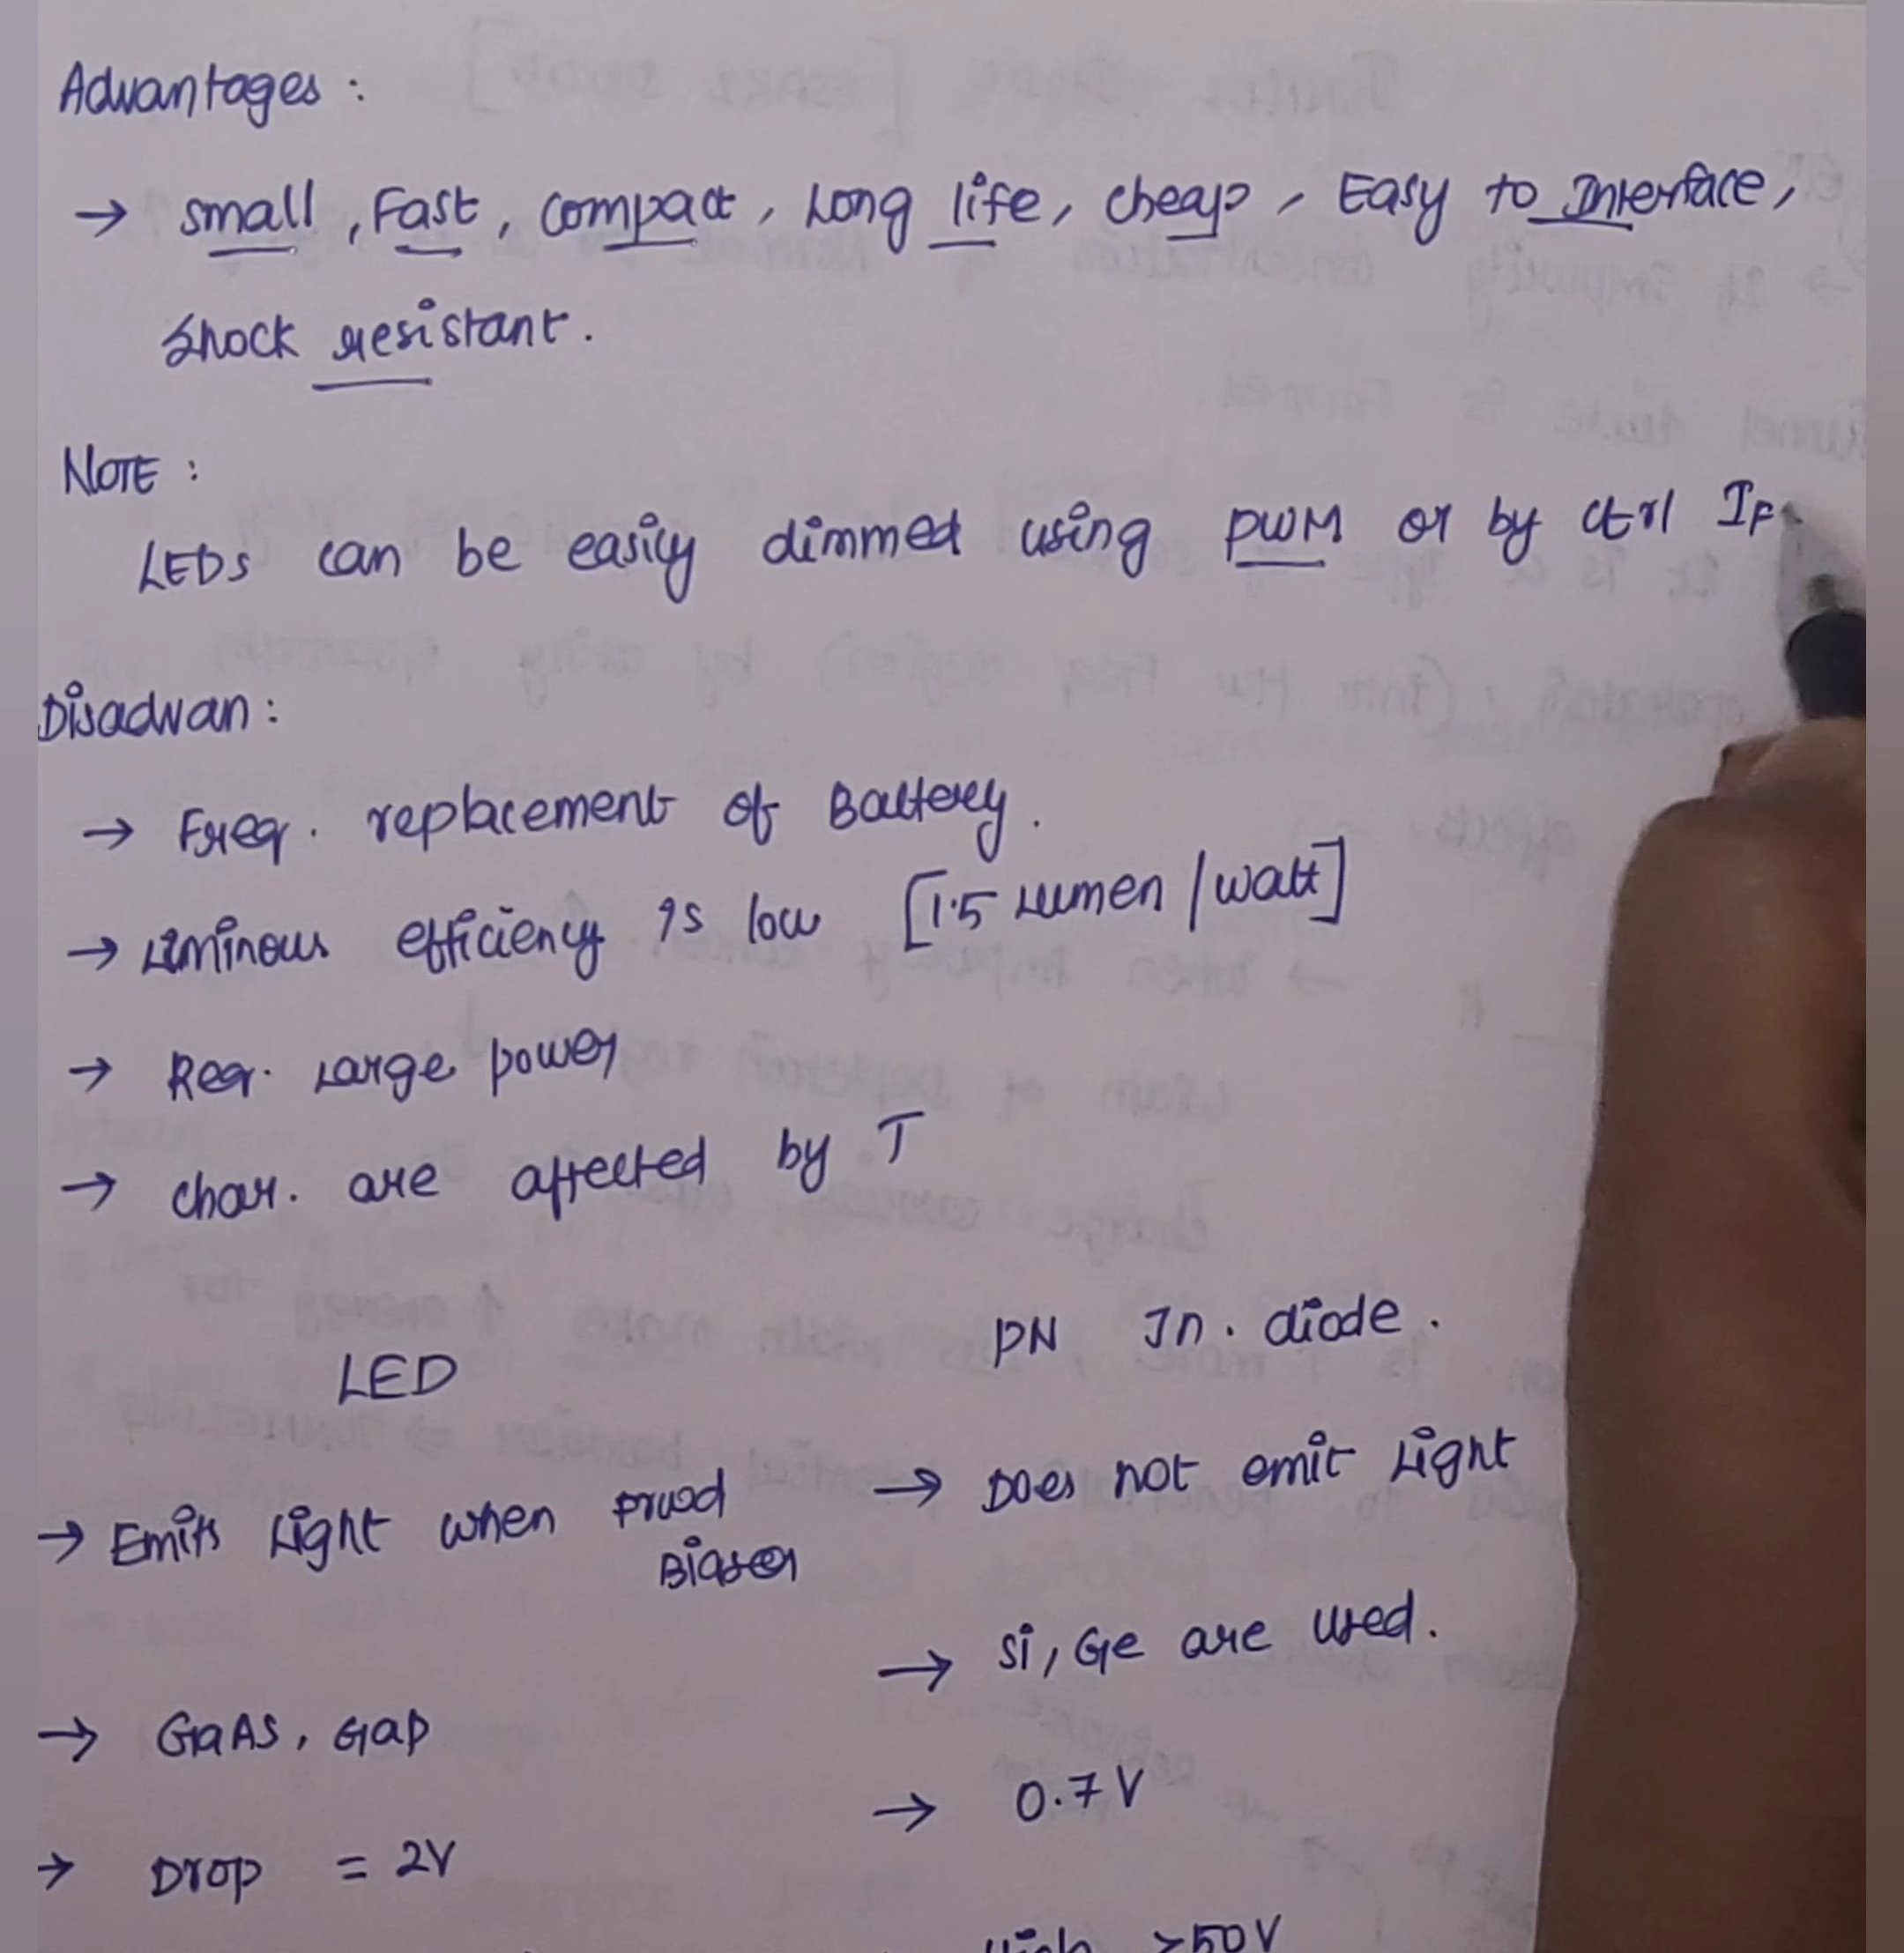 Advantages :
→ small, Fast, compact, Long life, cheap, Easy to Interface,
shock resistant.
NOTE :
LEDs can be easily dimmed using PWM or by ctrl IF
Disadvan :
→ Freq. replacement of Battery.
→ Luminous efficiency is low [1.5 lumen / watt]
→ Req. Large power
→ char. are affected by T
LED PN Jn. diode.
→ Emits Light when Frwd Biased → Does not emit Light
→ GaAs, GaP → Si, Ge are used.
→ Drop = 2V → 0.7 V
High >50V